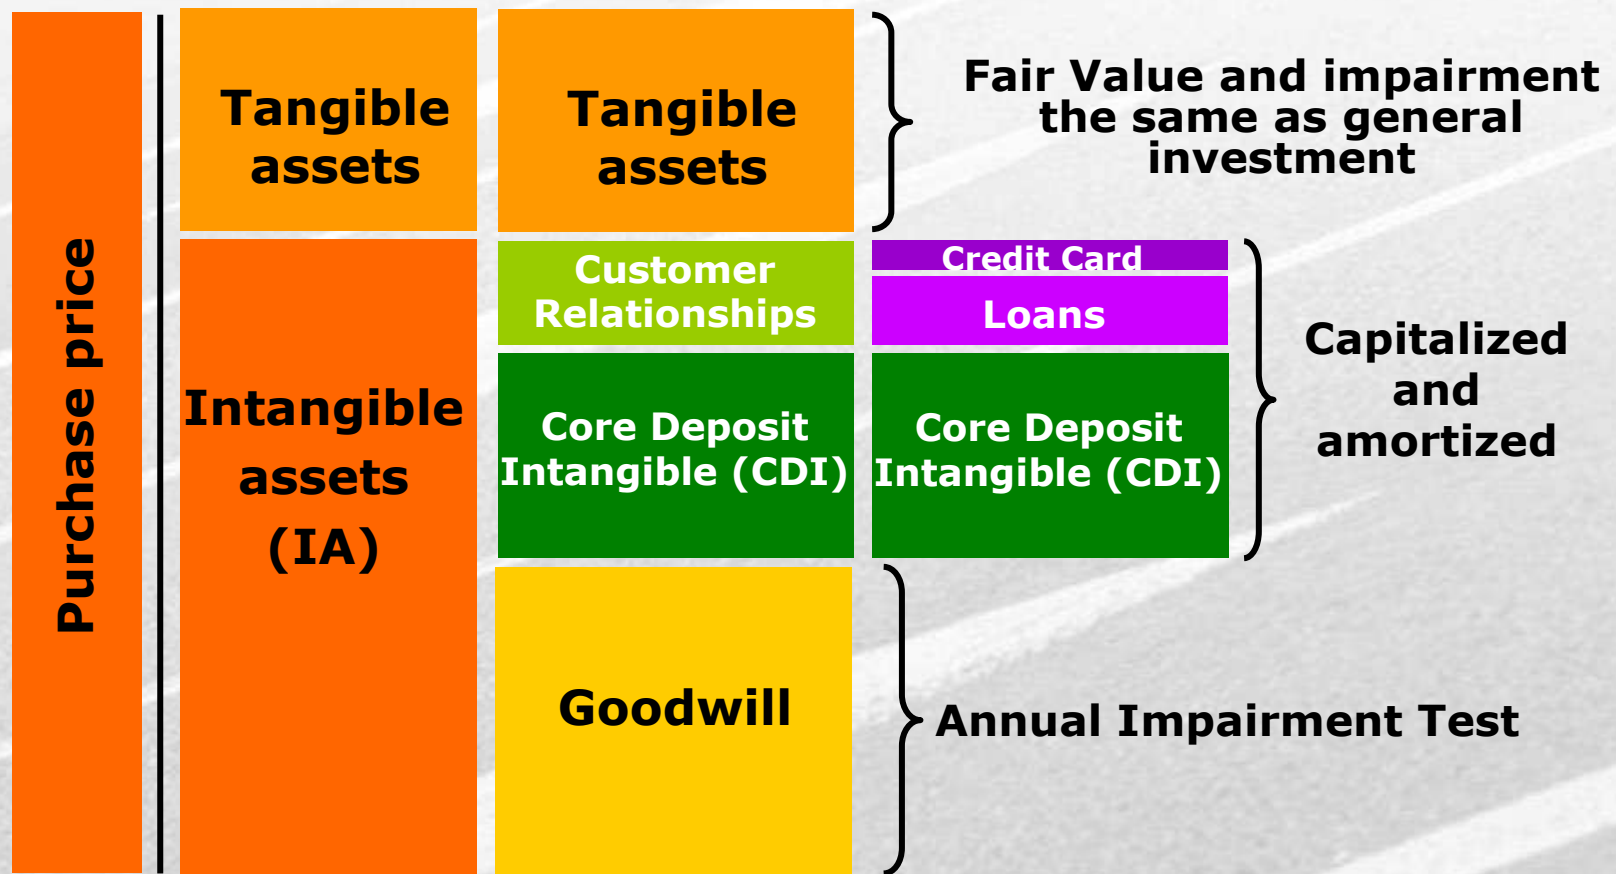 Purchase price
Tangible
assets
Intangible
assets
(IA)
Tangible
assets
Customer
Relationships
Core Deposit
Intangible (CDI)
Goodwill
Credit Card
Loans
Core Deposit
Intangible (CDI)
Fair Value and impairment
the same as general
investment
Capitalized
and
amortized
Annual Impairment Test